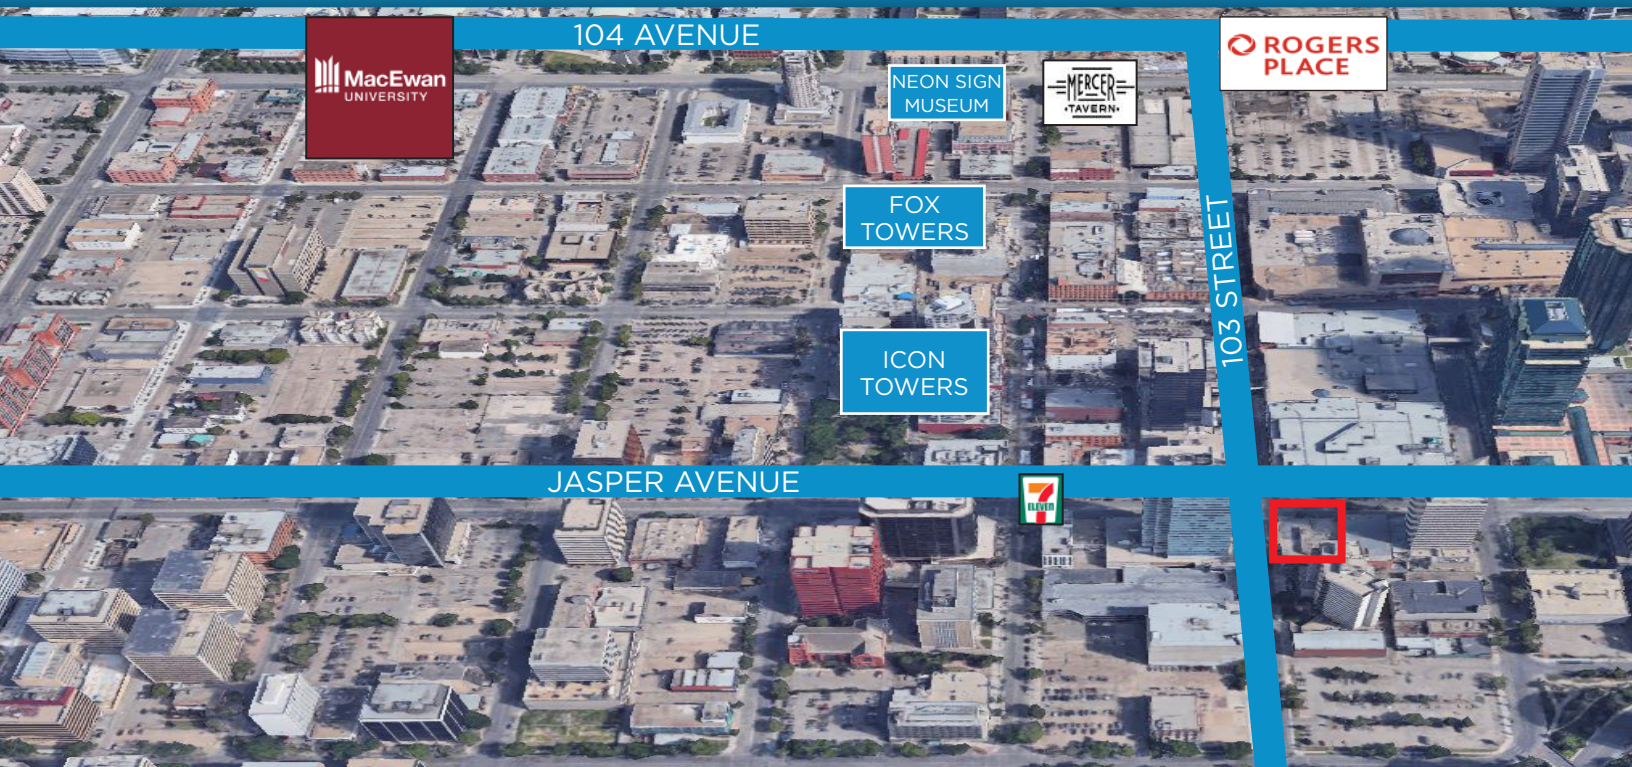 104 AVENUE
MacEwan
UNIVERSITY
ROGERS
PLACE
NEON SIGN
MUSEUM
MERCER
•TAVERN•
FOX
TOWERS
103 STREET
ICON
TOWERS
JASPER AVENUE
7
ELEVEN